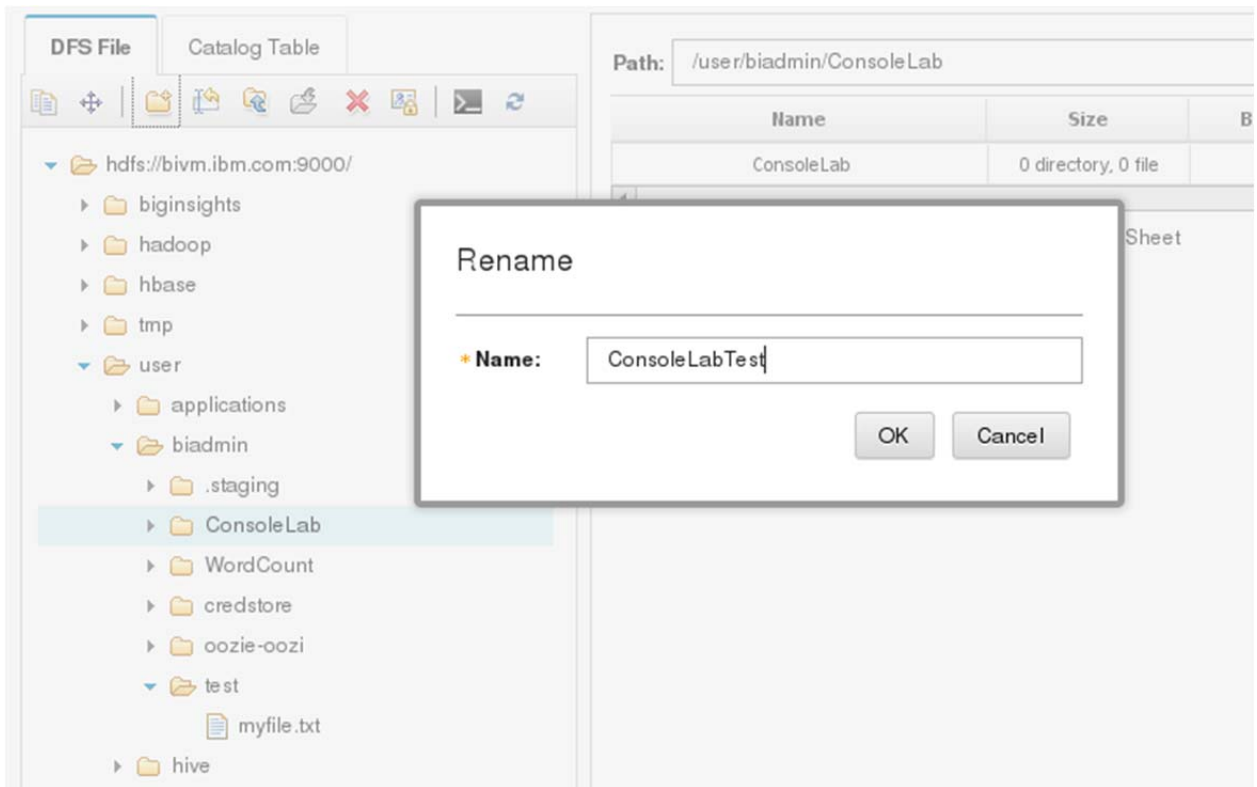 DFS File
Catalog Table
hdfs://bivm.ibm.com:9000/
biginsights
hadoop
hbase
tmp
user
applications
biadmin
.staging
ConsoleLab
WordCount
credstore
oozie-oozi
test
myfile.txt
hive
Path: /user/biadmin/ConsoleLab
Name Size B
ConsoleLab 0 directory, 0 file
Sheet
Rename
* Name: ConsoleLabTest
OK Cancel